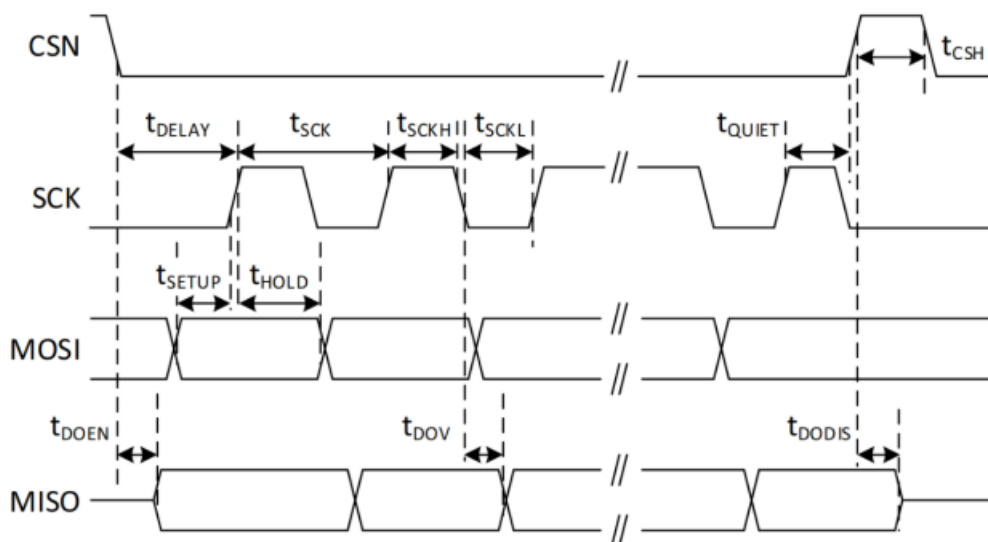 CSN
tCSH
tDELAY
tSCK
tSCKH
tSCKL
tQUIET
SCK
tSETUP
tHOLD
MOSI
tDOEN
tDOV
tDODIS
MISO